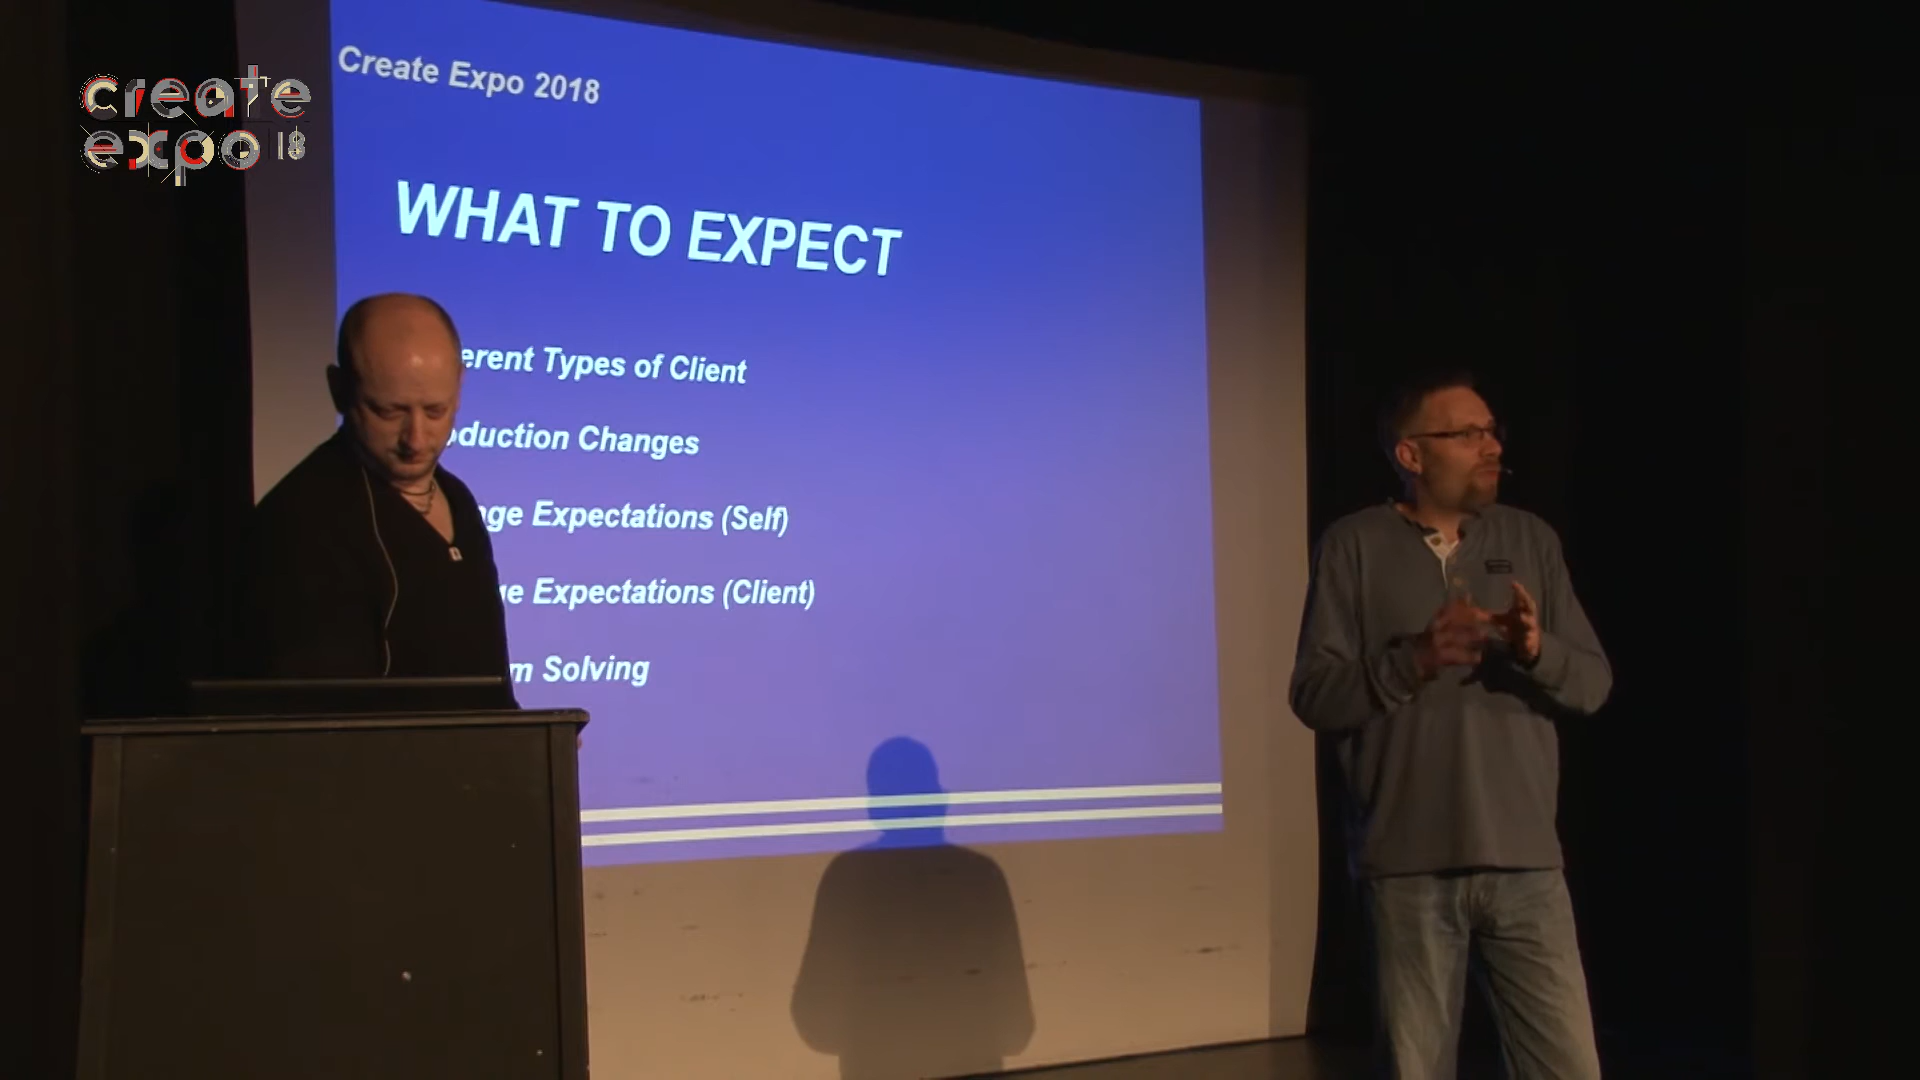 create
expo 18
Create Expo 2018
WHAT TO EXPECT
erent Types of Client
oduction Changes
ge Expectations (Self)
e Expectations (Client)
m Solving